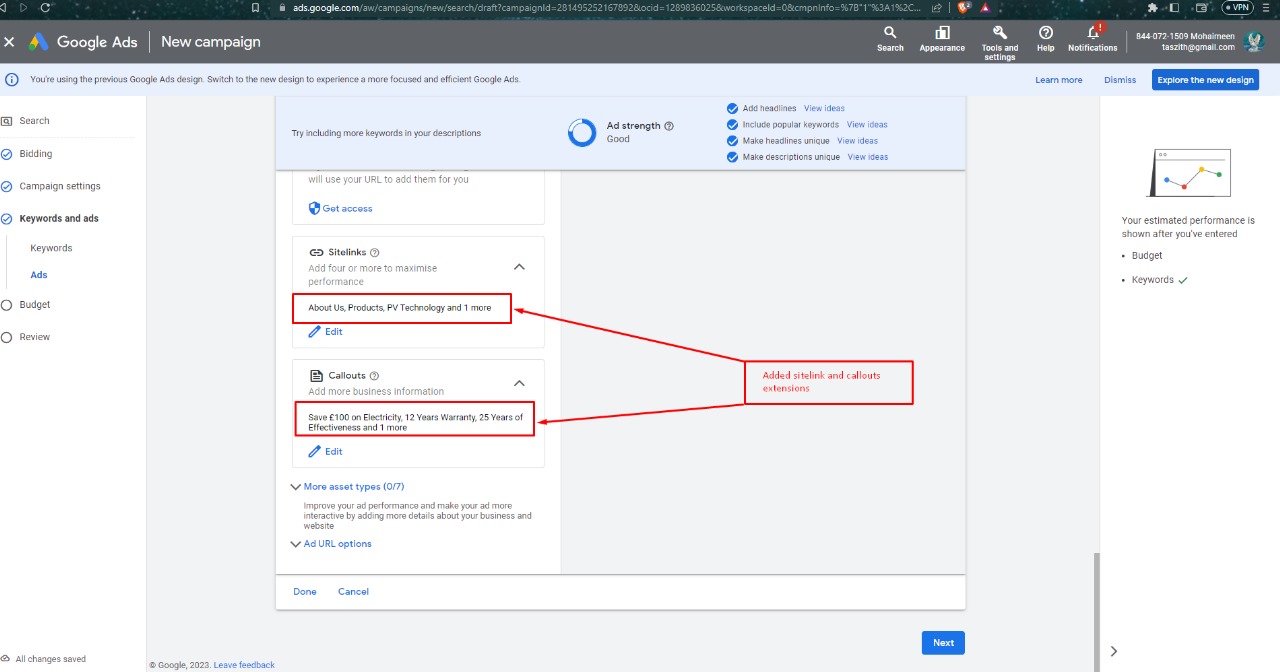 ads.google.com/aw/campaigns/new/search/draft?campaignId=281495252167892&ocid=1289836025&workspaceId=0&cmpnInfo=%7B"1"%3A1%2C...
VPN
Google Ads
New campaign
Search
Appearance
Tools and
settings
Help
!
Notifications
844-072-1509 Mohaimeen
taszith@gmail.com
You're using the previous Google Ads design. Switch to the new design to experience a more focused and efficient Google Ads.
Learn more
Dismiss
Explore the new design
Search
Bidding
Campaign settings
Keywords and ads
Keywords
Ads
Budget
Review
All changes saved
Try including more keywords in your descriptions
Ad strength
Good
Add headlines View ideas
Include popular keywords View ideas
Make headlines unique View ideas
Make descriptions unique View ideas
will use your URL to add them for you
Get access
Sitelinks
Add four or more to maximise
performance
About Us, Products, PV Technology and 1 more
Edit
Callouts
Add more business information
Save £100 on Electricity, 12 Years Warranty, 25 Years of
Effectiveness and 1 more
Edit
Added sitelink and callouts
extensions
More asset types (0/7)
Improve your ad performance and make your ad more
interactive by adding more details about your business and
website
Ad URL options
Done
Cancel
Next
© Google, 2023. Leave feedback
Your estimated performance is
shown after you've entered
• Budget
• Keywords